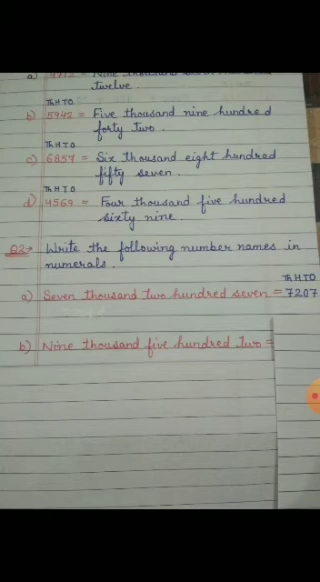 twelve.
Th H T O
b) 5942 = Five thousand nine hundred
forty two.
Th H T O
c) 6857 = Six thousand eight hundred
fifty seven.
Th H T O
d) 4569 = Four thousand five hundred
sixty nine.
Q2→ Write the following number names in
numerals.
Th H T O
a) Seven thousand two hundred seven = 7207
b) Nine thousand five hundred two =